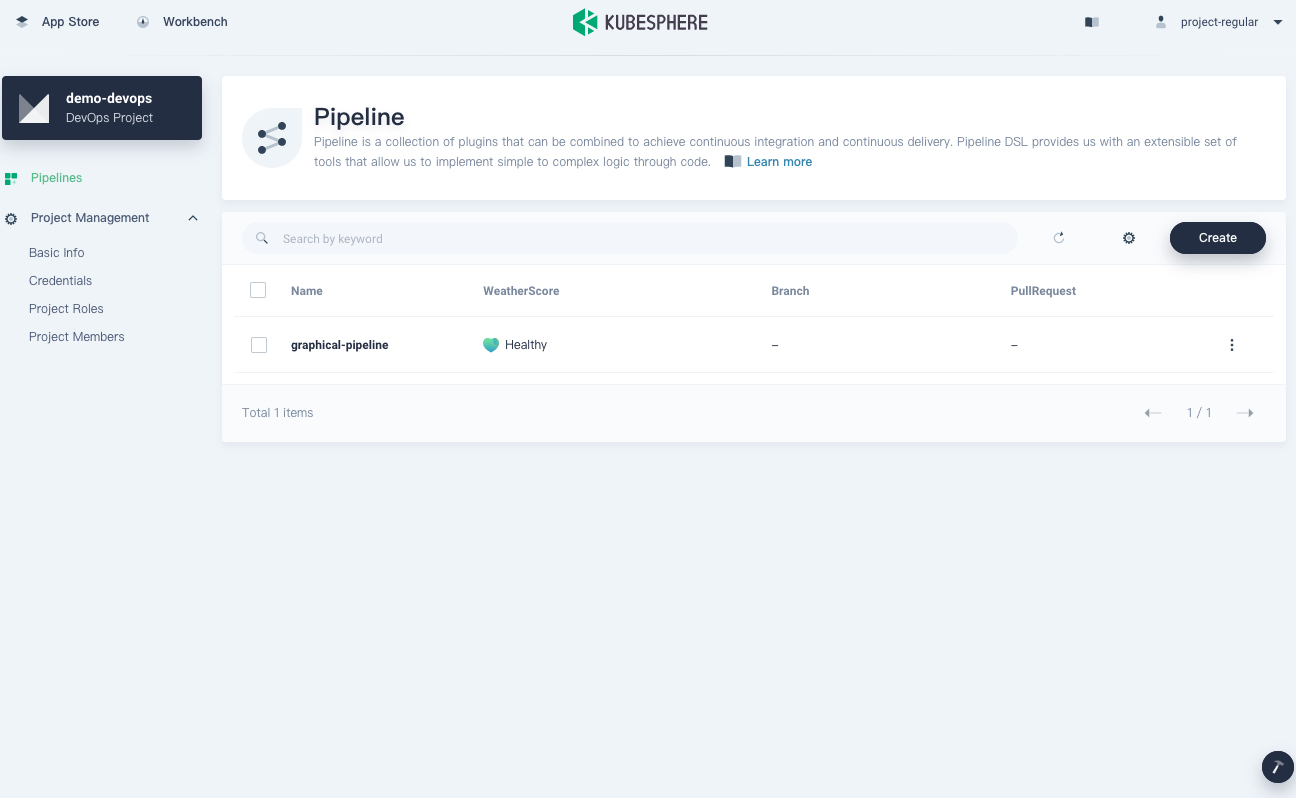 App Store
Workbench
KUBESPHERE
project-regular
demo-devops
DevOps Project
Pipelines
Project Management
Basic Info
Credentials
Project Roles
Project Members
Pipeline
Pipeline is a collection of plugins that can be combined to achieve continuous integration and continuous delivery. Pipeline DSL provides us with an extensible set of
tools that allow us to implement simple to complex logic through code. Learn more
Search by keyword
Create
Name WeatherScore Branch PullRequest
graphical-pipeline Healthy – –
Total 1 items
1 / 1